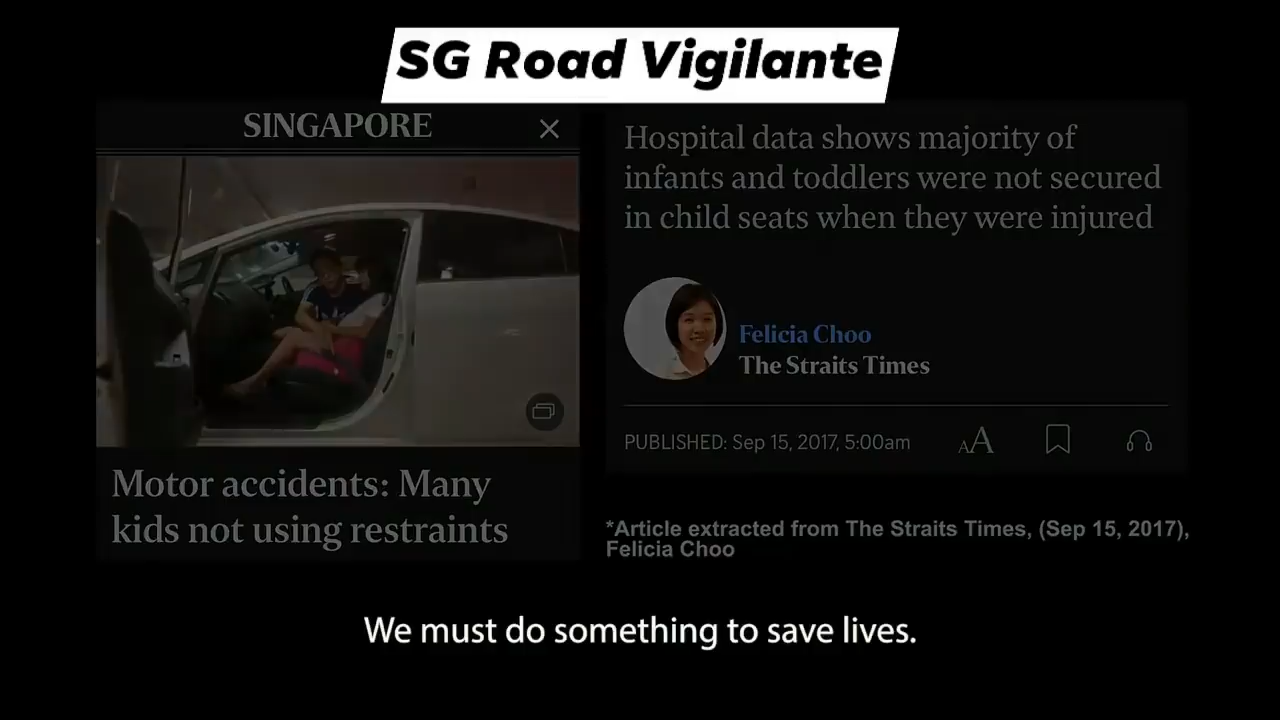 SG Road Vigilante
SINGAPORE
Motor accidents: Many
kids not using restraints
Hospital data shows majority of
infants and toddlers were not secured
in child seats when they were injured
Felicia Choo
The Straits Times
PUBLISHED: Sep 15, 2017, 5:00am
AA
*Article extracted from The Straits Times, (Sep 15, 2017),
Felicia Choo
We must do something to save lives.